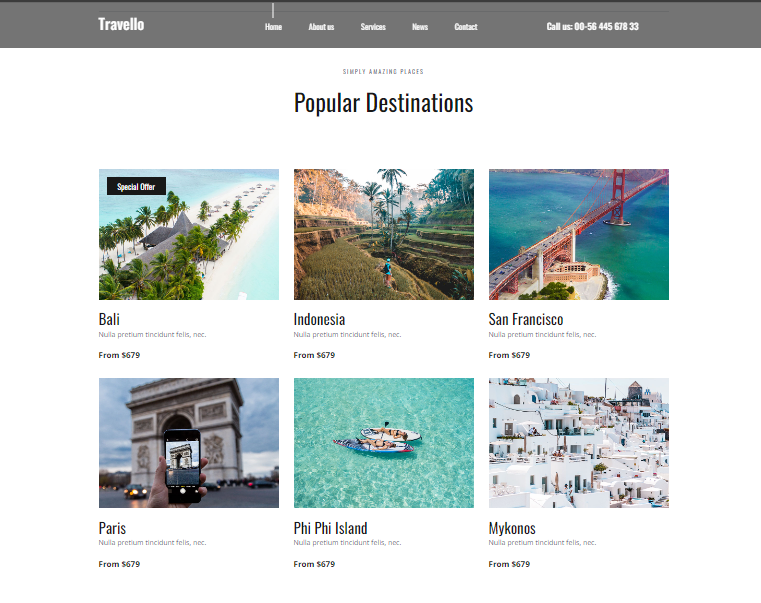 Travello
Home About us Services News Contact
Call us: 00-56 445 678 33
SIMPLY AMAZING PLACES
Popular Destinations
Special Offer
Bali
Nulla pretium tincidunt felis, nec.
From $679
Indonesia
Nulla pretium tincidunt felis, nec.
From $679
San Francisco
Nulla pretium tincidunt felis, nec.
From $679
Paris
Nulla pretium tincidunt felis, nec.
From $679
Phi Phi Island
Nulla pretium tincidunt felis, nec.
From $679
Mykonos
Nulla pretium tincidunt felis, nec.
From $679